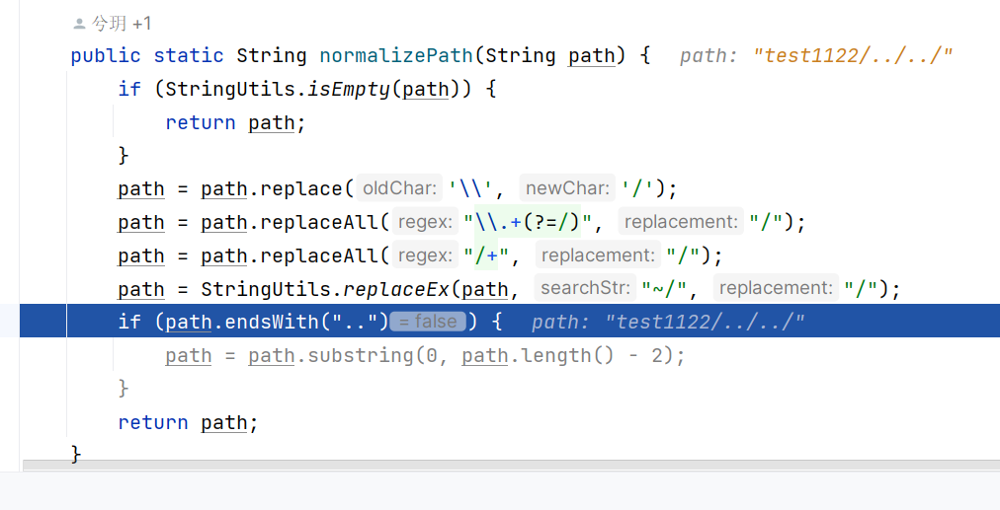 兮玥 +1
public static String normalizePath(String path) {   path: "test1122/../../"
if (StringUtils.isEmpty(path)) {
return path;
}
path = path.replace( oldChar: '\\', newChar: '/');
path = path.replaceAll( regex: "\\.+(?=/)", replacement: "/");
path = path.replaceAll( regex: "/+", replacement: "/");
path = StringUtils.replaceEx(path, searchStr: "~/", replacement: "/");
if (path.endsWith("..") = false ) {   path: "test1122/../../"
path = path.substring(0, path.length() - 2);
}
return path;
}